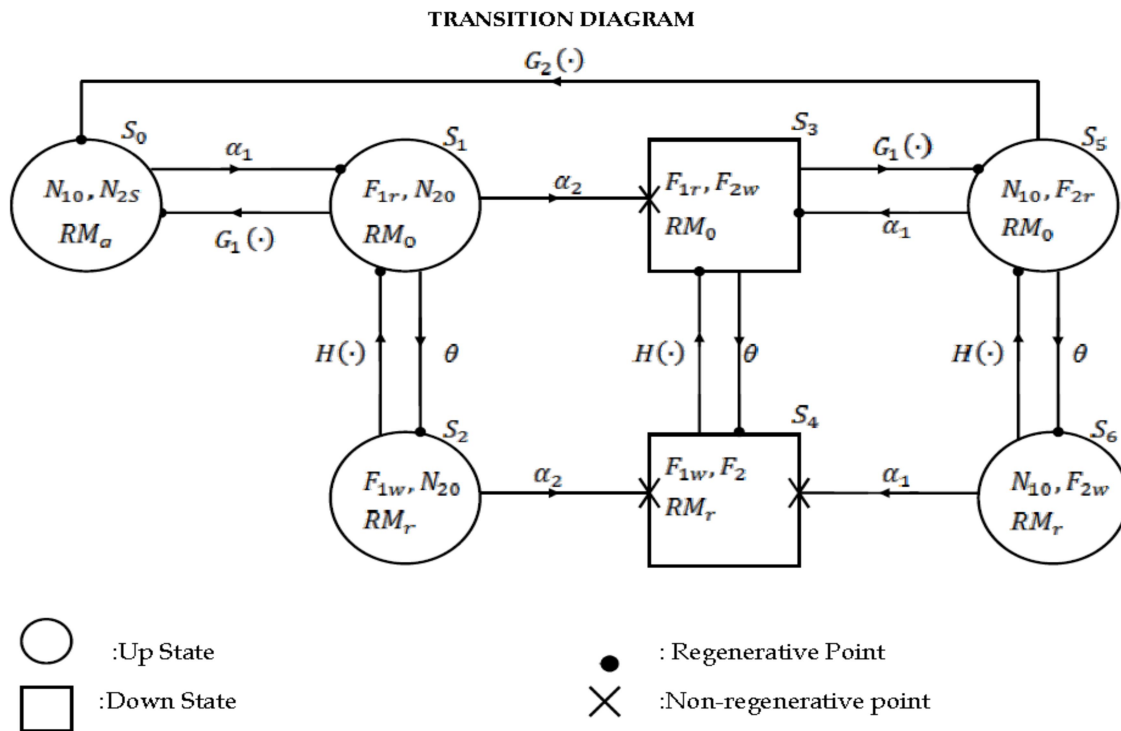 TRANSITION DIAGRAM
G₂(·)
S₀
S₁
S₃
S₅
α₁
G₁(·)
N₁₀, N₂S
RMₐ
F₁ᵣ, N₂₀
RM₀
α₂
F₁ᵣ, F₂w
RM₀
G₁(·)
α₁
N₁₀, F₂ᵣ
RM₀
H(·)
θ
H(·)
θ
H(·)
θ
S₂
S₄
S₆
F₁w, N₂₀
RMᵣ
α₂
F₁w, F₂
RMᵣ
α₁
N₁₀, F₂w
RMᵣ
:Up State
: Regenerative Point
:Down State
:Non-regenerative point